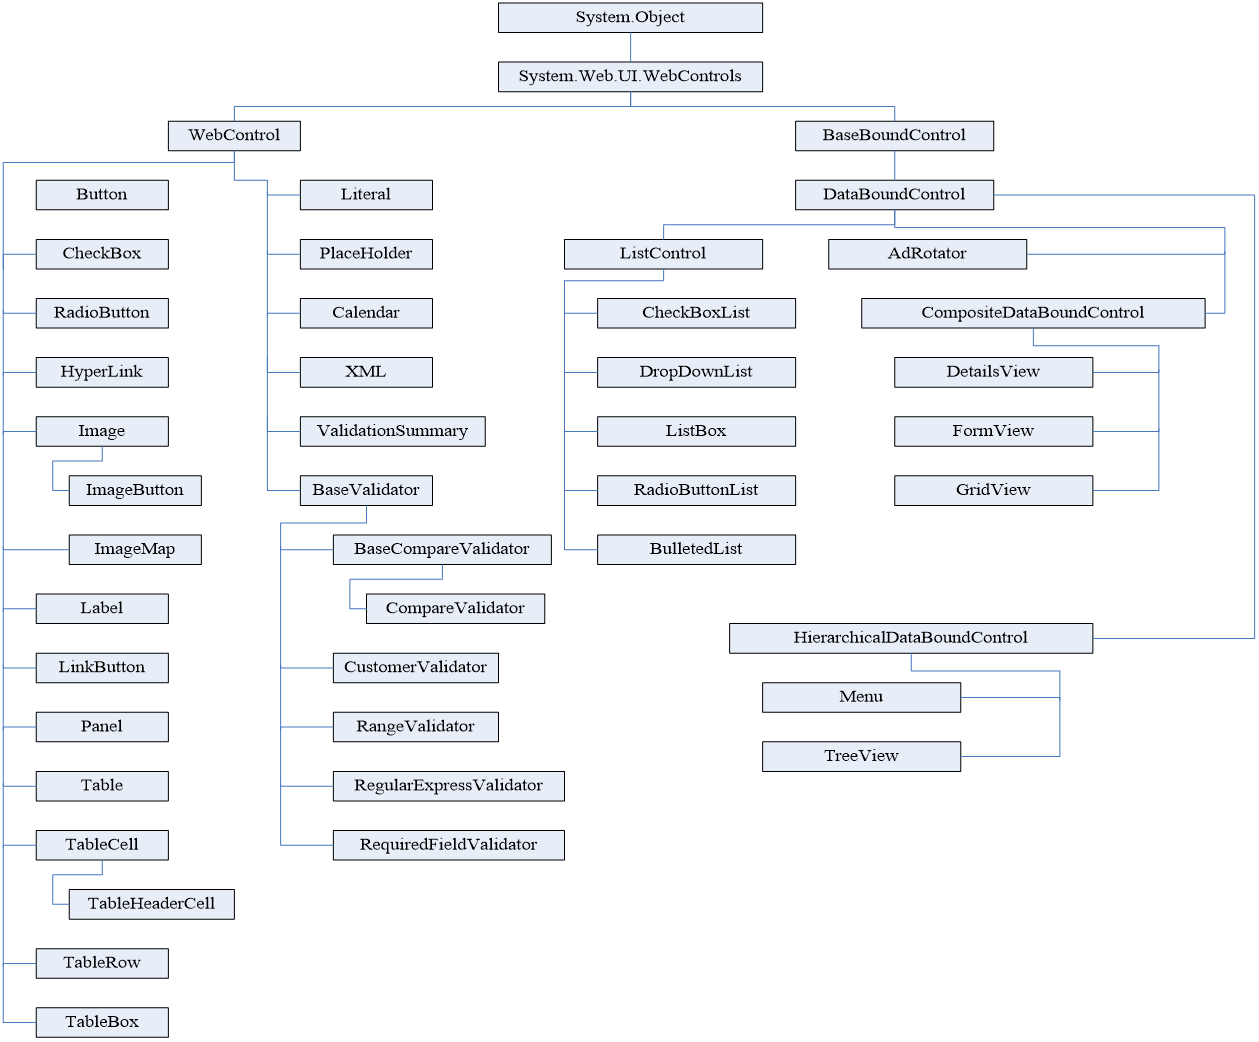 System.Object
System.Web.UI.WebControls
WebControl
BaseBoundControl
Button
Literal
DataBoundControl
CheckBox
PlaceHolder
ListControl
AdRotator
RadioButton
Calendar
CheckBoxList
CompositeDataBoundControl
HyperLink
XML
DropDownList
DetailsView
Image
ValidationSummary
ListBox
FormView
ImageButton
BaseValidator
RadioButtonList
GridView
ImageMap
BaseCompareValidator
BulletedList
Label
CompareValidator
HierarchicalDataBoundControl
LinkButton
CustomerValidator
Menu
Panel
RangeValidator
TreeView
Table
RegularExpressValidator
TableCell
RequiredFieldValidator
TableHeaderCell
TableRow
TableBox